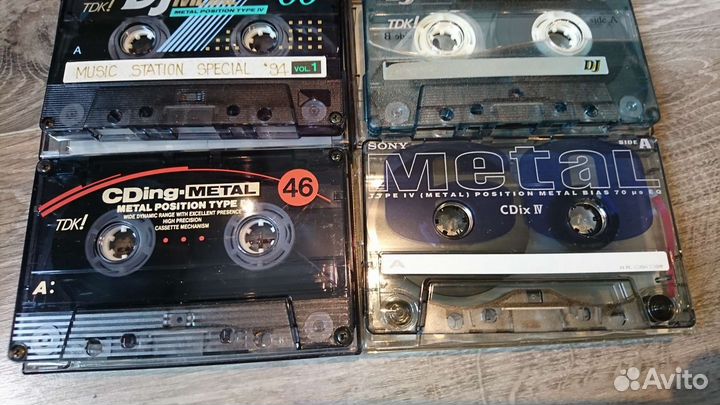 TDK! DJ METAL 60
METAL POSITION TYPE IV
A
MUSIC STATION SPECIAL '94 VOL.1
TDK!
DJ
CDing-METAL
46
METAL POSITION TYPE
WIDE DYNAMIC RANGE WITH EXCELLENT PRESENCE
HIGH PRECISION
CASSETTE MECHANISM
TDK!
A:
SONY
SIDE A
Metal
TYPE IV (METAL) POSITION METAL BIAS 70 µs EQ
CDix IV
A
Avito